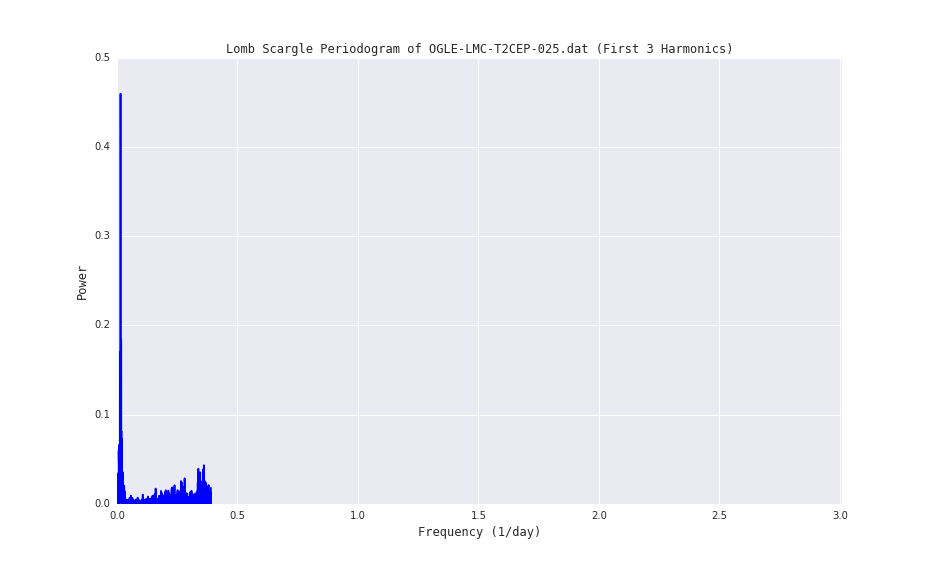 Lomb Scargle Periodogram of OGLE-LMC-T2CEP-025.dat (First 3 Harmonics)
0.5
0.4
0.3
0.2
0.1
0.0
Power
0.0 0.5 1.0 1.5 2.0 2.5 3.0
Frequency (1/day)